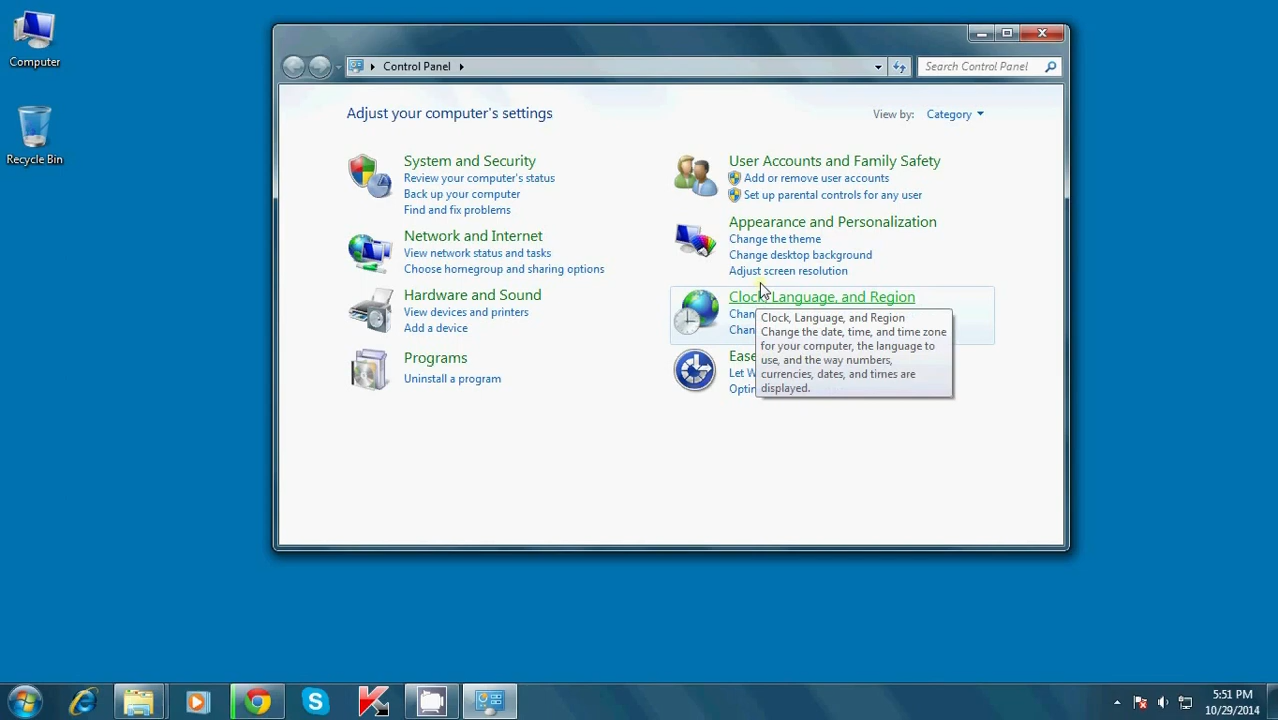 Computer
Recycle Bin
Control Panel
Search Control Panel
Adjust your computer's settings
View by: Category
System and Security
Review your computer's status
Back up your computer
Find and fix problems
Network and Internet
View network status and tasks
Choose homegroup and sharing options
Hardware and Sound
View devices and printers
Add a device
Programs
Uninstall a program
User Accounts and Family Safety
Add or remove user accounts
Set up parental controls for any user
Appearance and Personalization
Change the theme
Change desktop background
Adjust screen resolution
Clock, Language, and Region
Clock, Language, and Region
Change the date, time, and time zone
for your computer, the language to
use, and the way numbers,
currencies, dates, and times are
displayed.
5:51 PM
10/29/2014